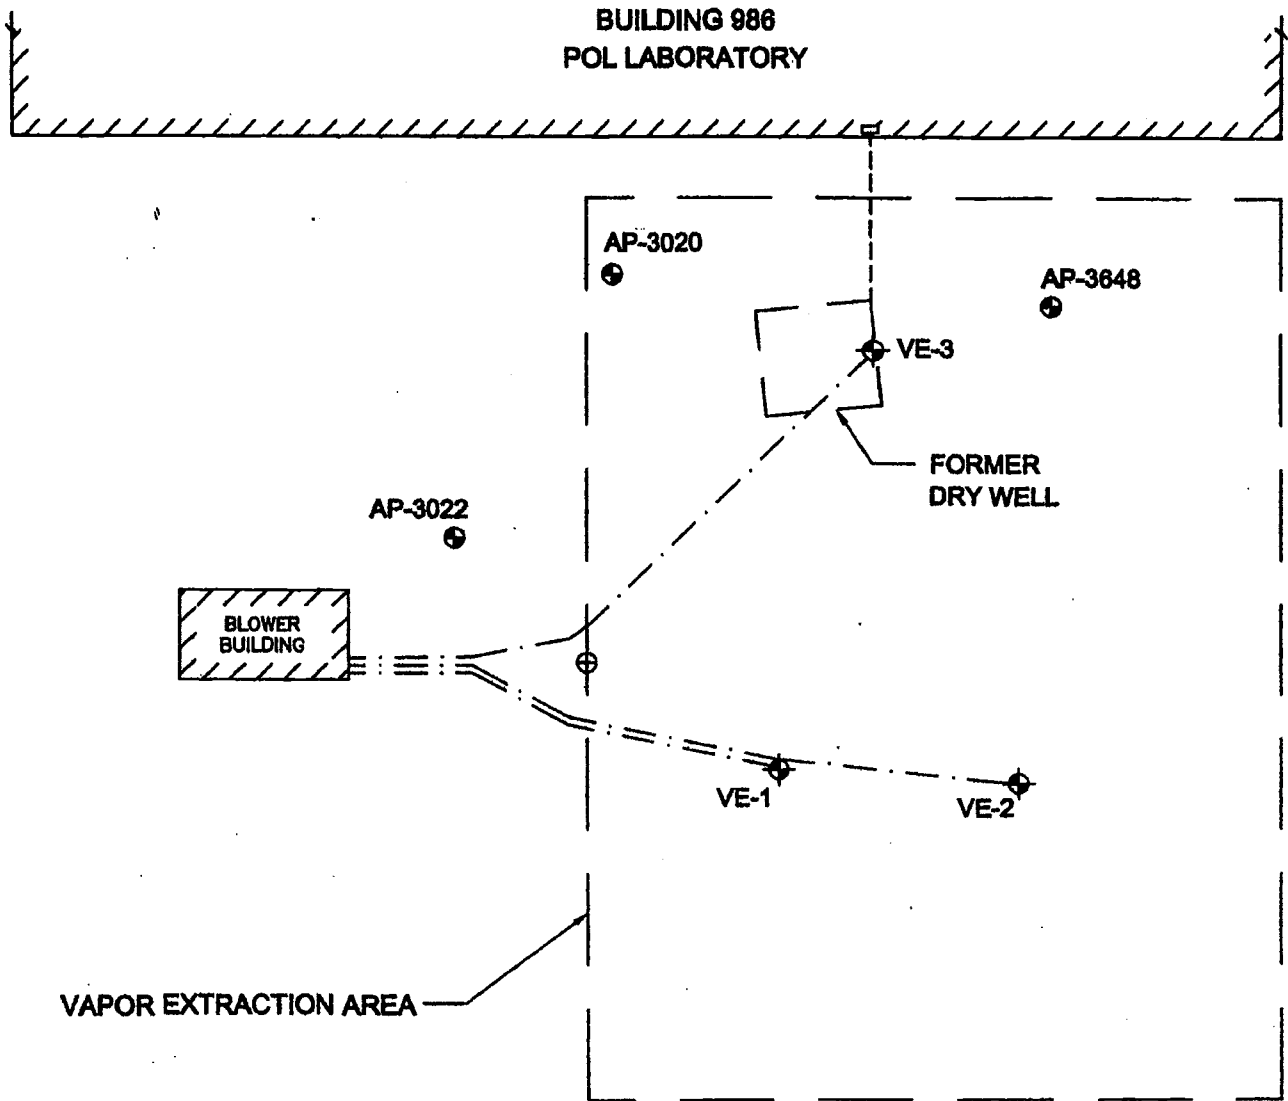 BUILDING 986
POL LABORATORY
AP-3020
AP-3648
VE-3
FORMER
DRY WELL
AP-3022
BLOWER
BUILDING
VE-1
VE-2
VAPOR EXTRACTION AREA